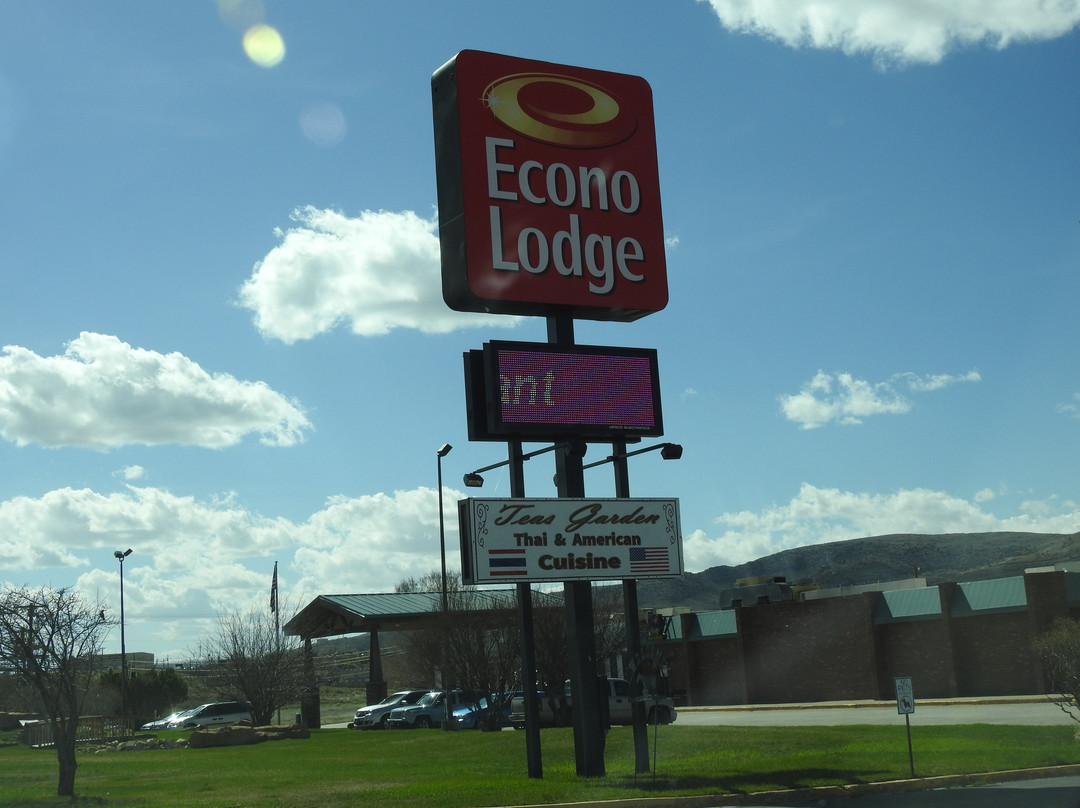 Econo
Lodge
ant
Teas Garden
Thai & American
Cuisine